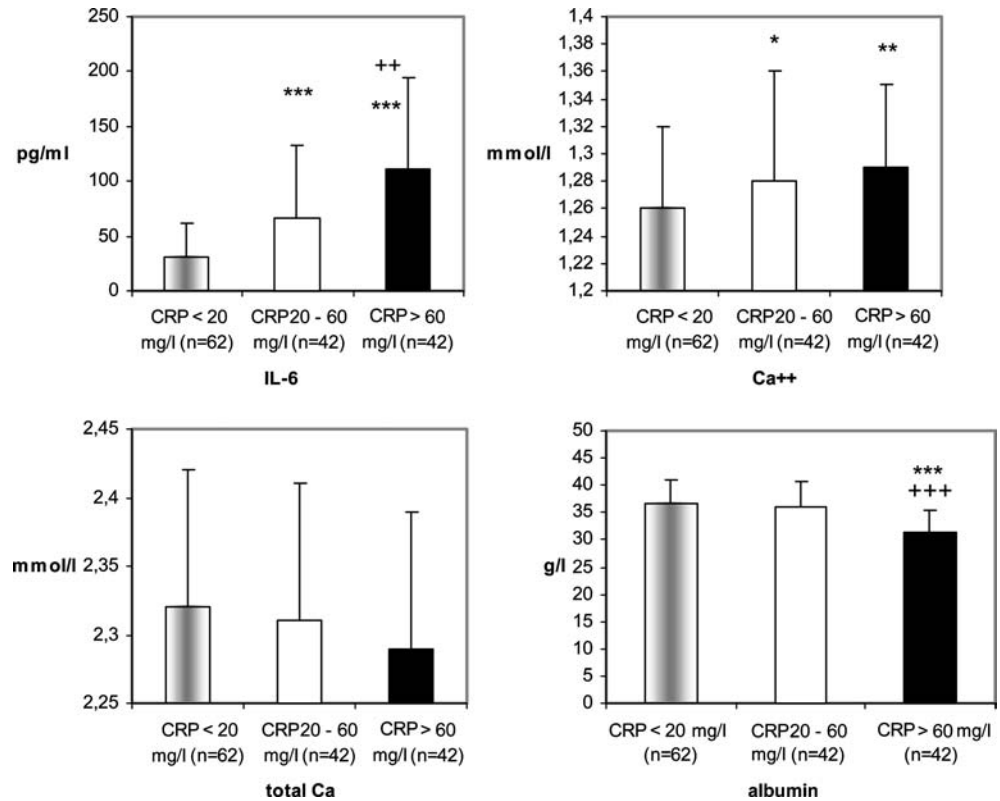 250
200
150
100
50
0
pg/ml
***
++
***
CRP < 20
mg/l (n=62)
CRP20 - 60
mg/l (n=42)
CRP > 60
mg/l (n=42)
IL-6
1,4
1,38
1,36
1,34
1,32
1,3
1,28
1,26
1,24
1,22
1,2
mmol/l
*
**
CRP < 20
mg/l (n=62)
CRP20 - 60
mg/l (n=42)
CRP > 60
mg/l (n=42)
Ca++
2,45
2,4
2,35
2,3
2,25
mmol/l
CRP < 20
mg/l (n=62)
CRP20 - 60
mg/l (n=42)
CRP > 60
mg/l (n=42)
total Ca
50
45
40
35
30
25
20
15
10
5
0
g/l
***
+++
CRP < 20 mg/l
(n=62)
CRP20 - 60
mg/l (n=42)
CRP > 60 mg/l
(n=42)
albumin